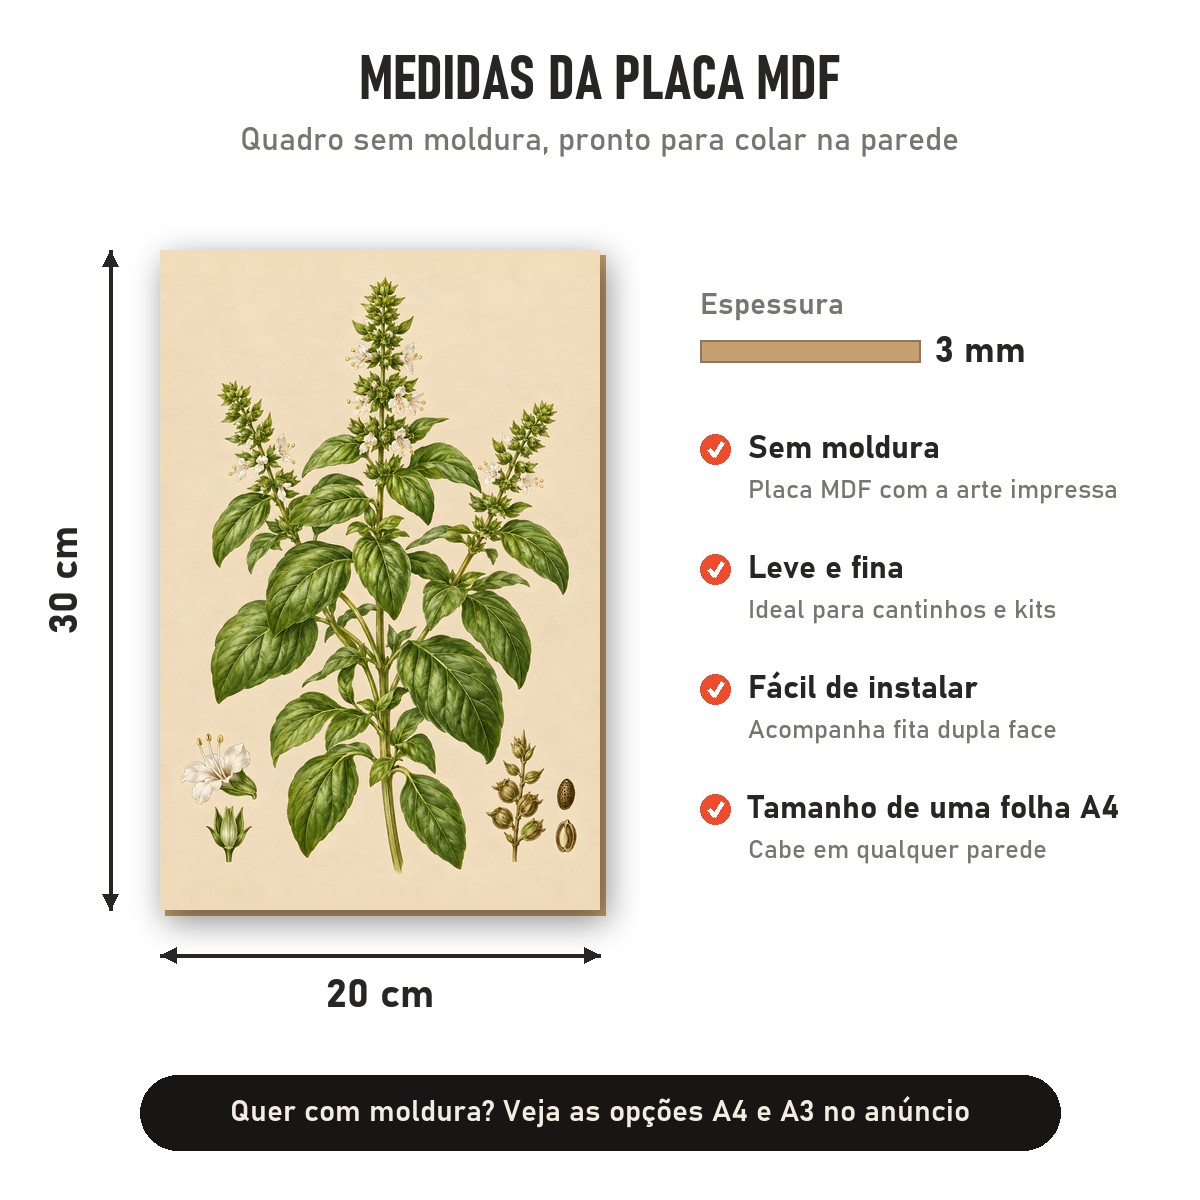 MEDIDAS DA PLACA MDF
Quadro sem moldura, pronto para colar na parede
30 cm
20 cm
Espessura
3 mm
Sem moldura
Placa MDF com a arte impressa
Leve e fina
Ideal para cantinhos e kits
Fácil de instalar
Acompanha fita dupla face
Tamanho de uma folha A4
Cabe em qualquer parede
Quer com moldura? Veja as opções A4 e A3 no anúncio